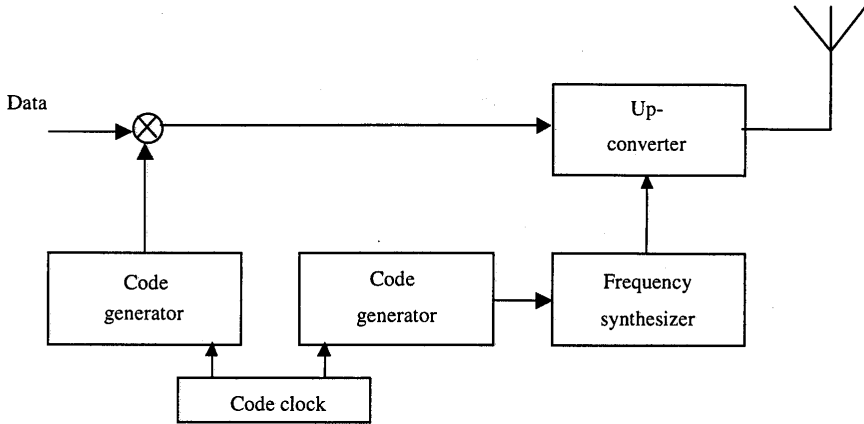 Data
Up-
converter
Code
generator
Code
generator
Frequency
synthesizer
Code clock